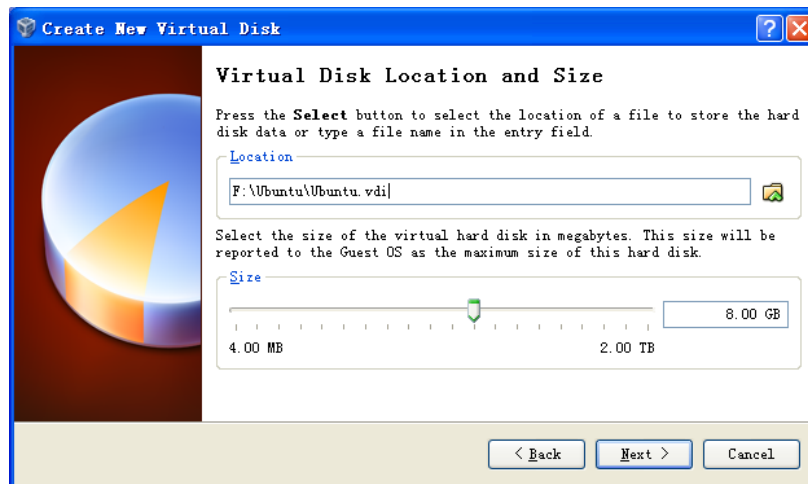 Create New Virtual Disk
Virtual Disk Location and Size
Press the Select button to select the location of a file to store the hard
disk data or type a file name in the entry field.
Location
F:\Ubuntu\Ubuntu.vdi
Select the size of the virtual hard disk in megabytes. This size will be
reported to the Guest OS as the maximum size of this hard disk.
Size
8.00 GB
4.00 MB 2.00 TB
< Back Next > Cancel